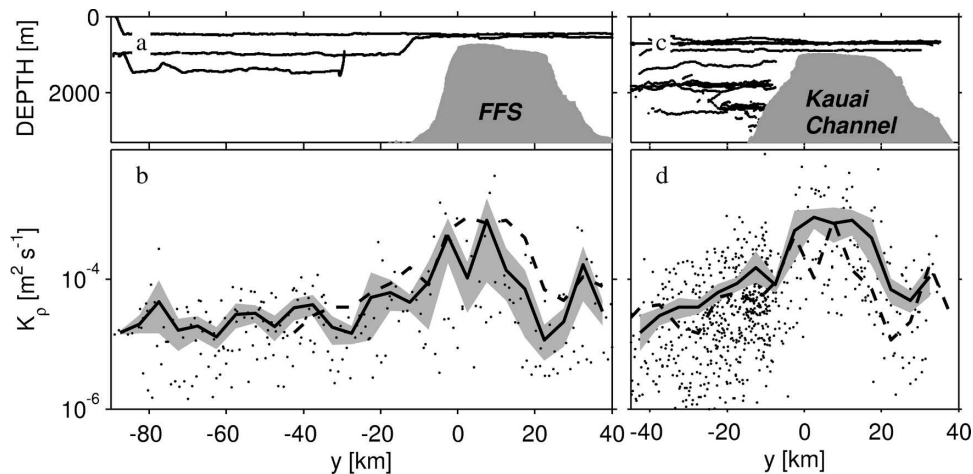 0
a
c
DEPTH [m]
2000
FFS
Kauai
Channel
b
d
Kρ [m² s⁻¹]
10⁻⁴
10⁻⁶
-80 -60 -40 -20 0 20 40
-40 -20 0 20 40
y [km]
y [km]